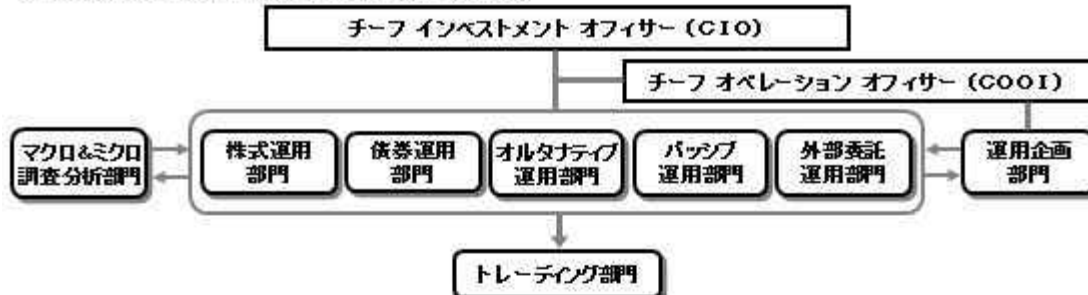 チーフ インベストメント オフィサー (CIO)
チーフ オペレーション オフィサー (COOI)
マクロ&ミクロ
調査分析部門
株式運用
部門
債券運用
部門
オルタナティブ
運用部門
パッシブ
運用部門
外部委託
運用部門
運用企画
部門
トレーディング部門